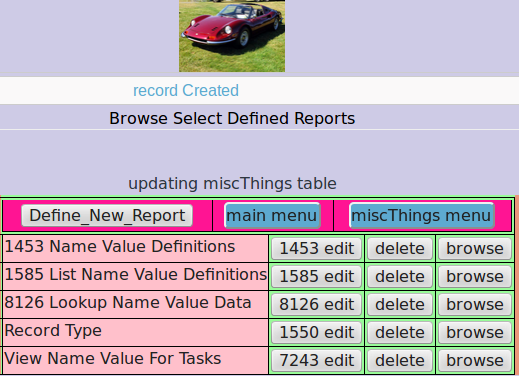 record Created
Browse Select Defined Reports
updating miscThings table
Define_New_Report main menu miscThings menu
1453 Name Value Definitions 1453 edit delete browse
1585 List Name Value Definitions 1585 edit delete browse
8126 Lookup Name Value Data 8126 edit delete browse
Record Type 1550 edit delete browse
View Name Value For Tasks 7243 edit delete browse